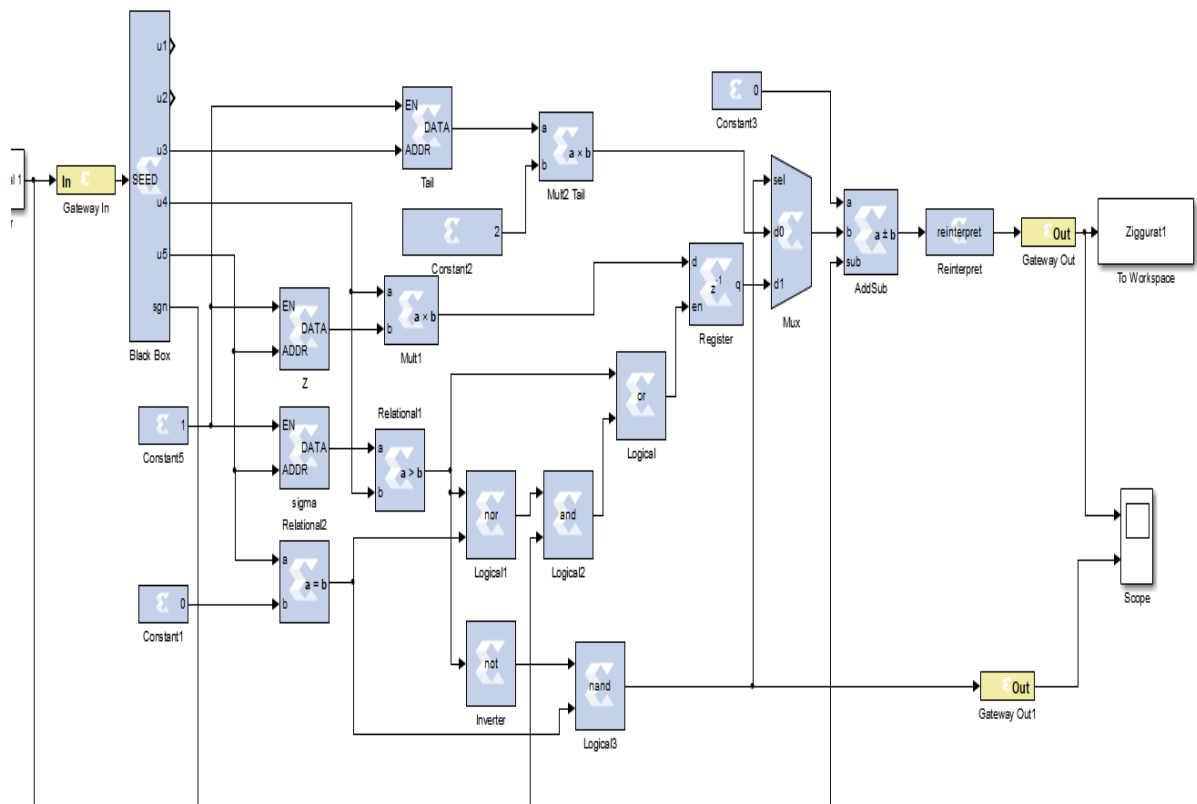 u1
u2
u3
SEED
u4
u5
sgn
Black Box
In
Gateway In
EN
DATA
ADDR
Tail
a
a × b
b
Mult2 Tail
2
Constant2
0
Constant3
sel
d0
d1
Mux
a
b
a ± b
sub
AddSub
reinterpret
Reinterpret
Out
Gateway Out
Ziggurat1
To Workspace
EN
DATA
ADDR
Z
a
a × b
b
Mult1
d
z-1
q
en
Register
1
Constant5
EN
DATA
ADDR
sigma
Relational1
a
a > b
b
or
Logical
Relational2
a
a = b
b
0
Constant1
nor
Logical1
and
Logical2
not
Inverter
nand
Logical3
Out
Gateway Out1
Scope